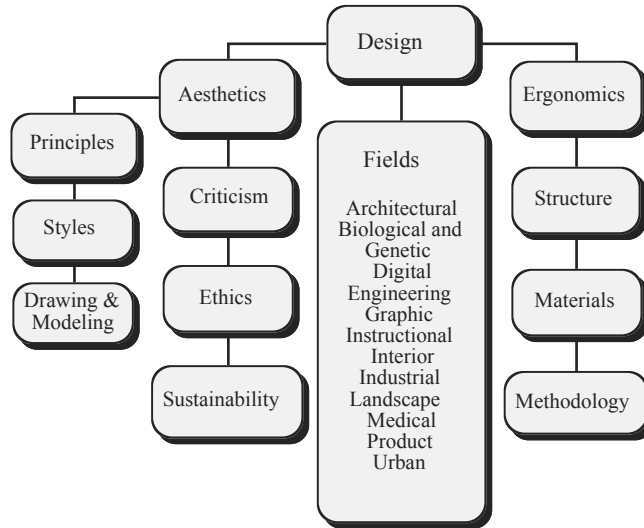 Design
Aesthetics
Ergonomics
Principles
Fields
Criticism
Structure
Styles
Architectural
Biological and
Genetic
Digital
Engineering
Graphic
Instructional
Interior
Industrial
Landscape
Medical
Product
Urban
Ethics
Materials
Drawing &
Modeling
Sustainability
Methodology